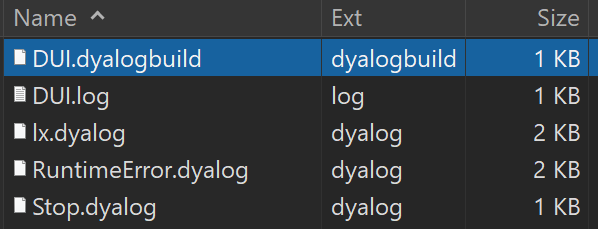 Name Ext Size
DUI.dyalogbuild dyalogbuild 1 KB
DUI.log log 1 KB
lx.dyalog dyalog 2 KB
RuntimeError.dyalog dyalog 2 KB
Stop.dyalog dyalog 1 KB